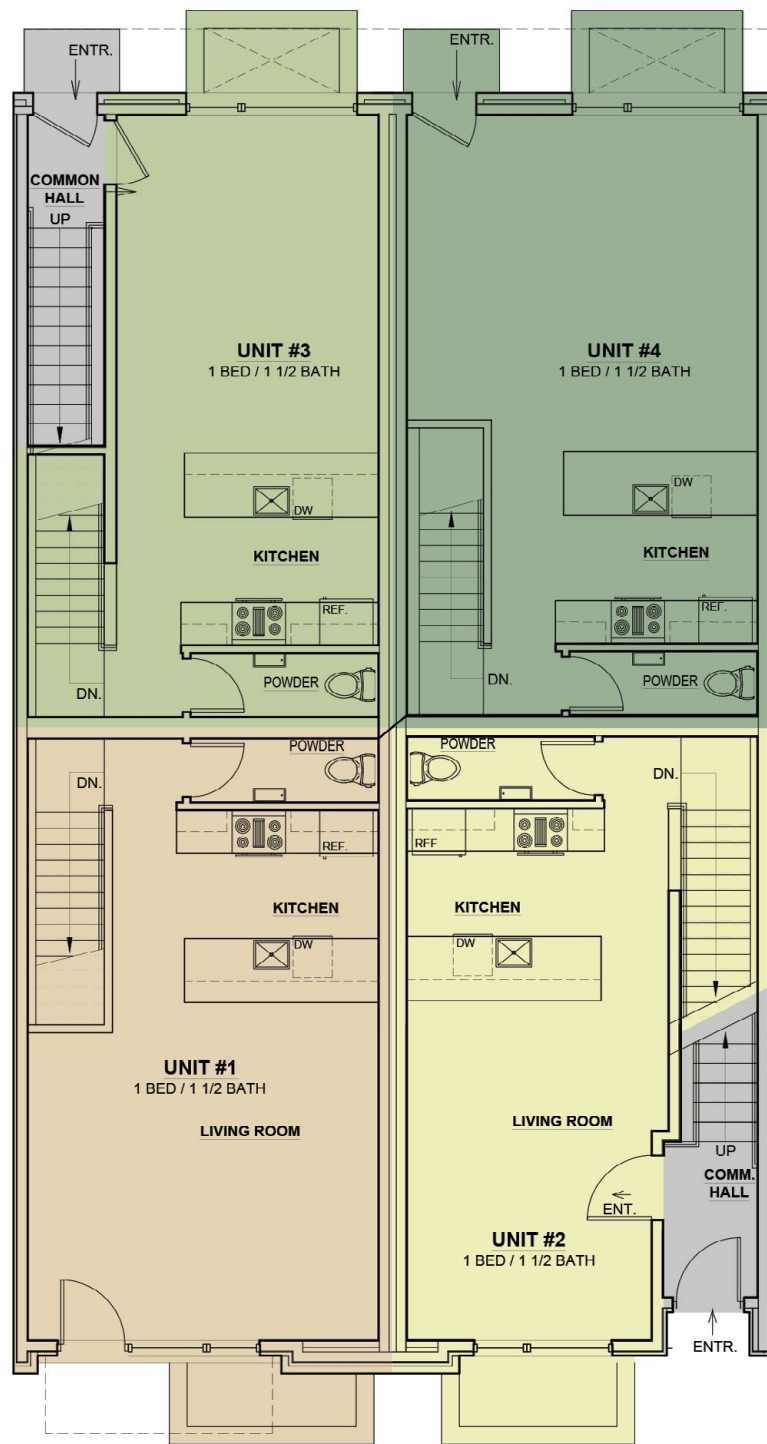 ENTR.
ENTR.
COMMON
HALL
UP
UNIT #3
1 BED / 1 1/2 BATH
UNIT #4
1 BED / 1 1/2 BATH
DW
DW
KITCHEN
KITCHEN
REF.
REF.
DN.
POWDER
DN.
POWDER
POWDER
POWDER
DN.
DN.
REF.
RFF
KITCHEN
KITCHEN
DW
DW
UNIT #1
1 BED / 1 1/2 BATH
LIVING ROOM
LIVING ROOM
UP
COMM.
HALL
ENT.
UNIT #2
1 BED / 1 1/2 BATH
ENTR.